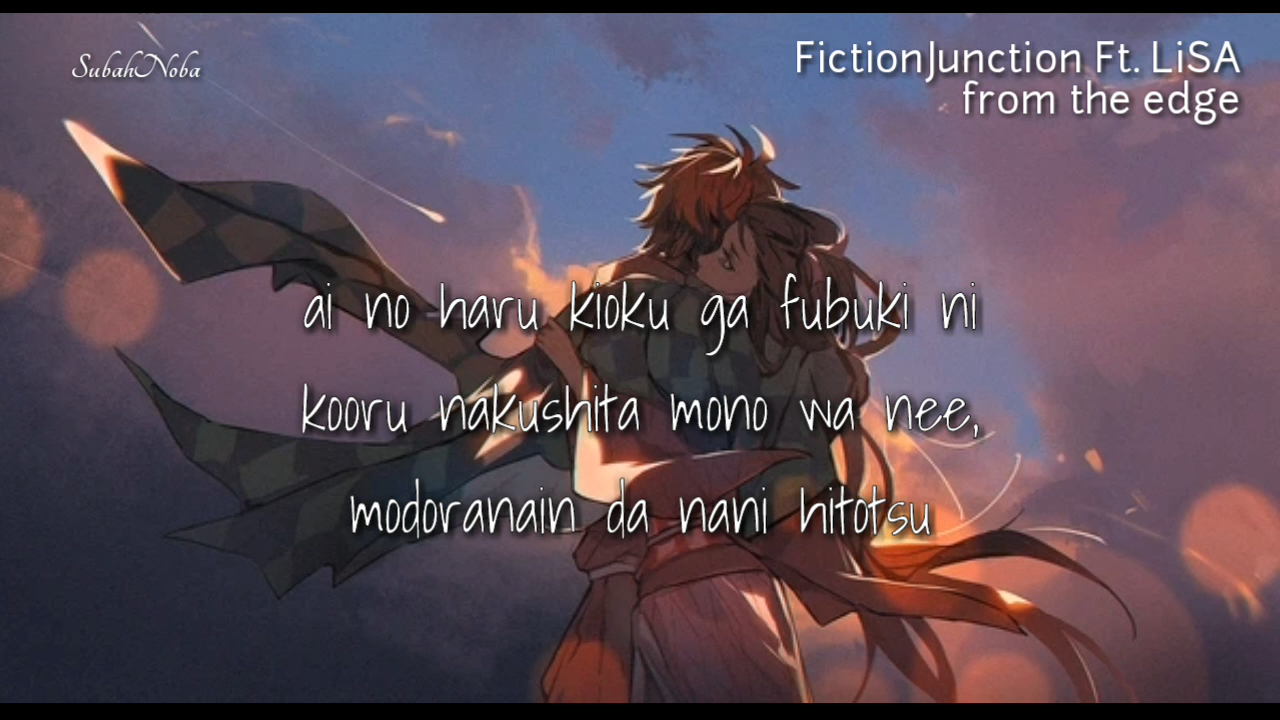 SubahNoba
FictionJunction Ft. LiSA
from the edge
ai no haru kioku ga fubuki ni
kooru nakushita mono wa nee,
modoranain da nani hitotsu